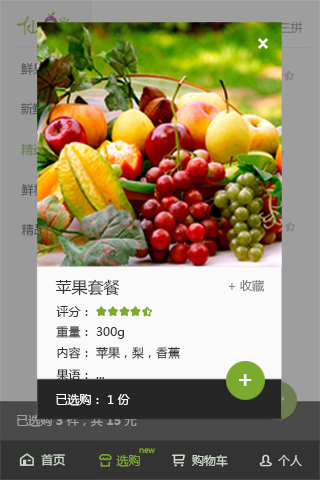 三拼
鲜
新鲜
精选
鲜
精
苹果套餐
+ 收藏
评分：
重量： 300g
内容： 苹果，梨，香蕉
果语： ...
已选购： 1 份
已选购 3 件，共 15 元
首页
选购
new
购物车
个人